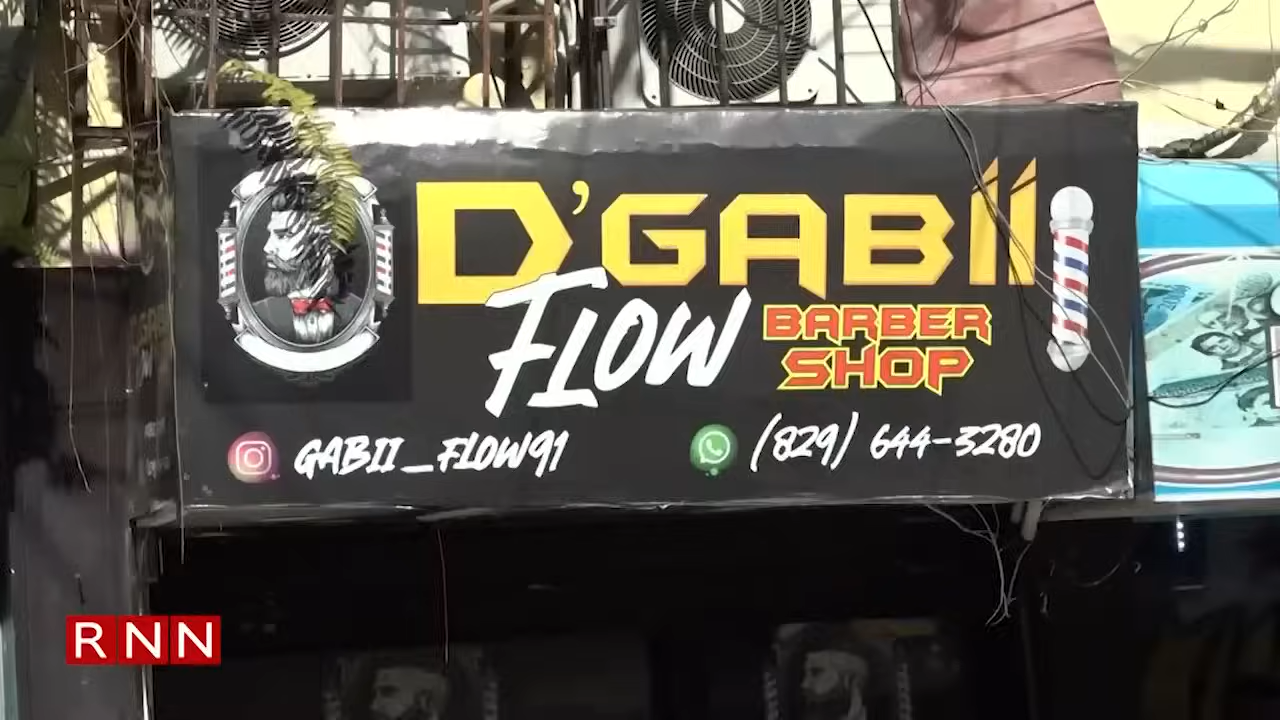 D'GABII
FLOW
BARBER
SHOP
GABII_FLOW91
(829) 644-3280
RNN